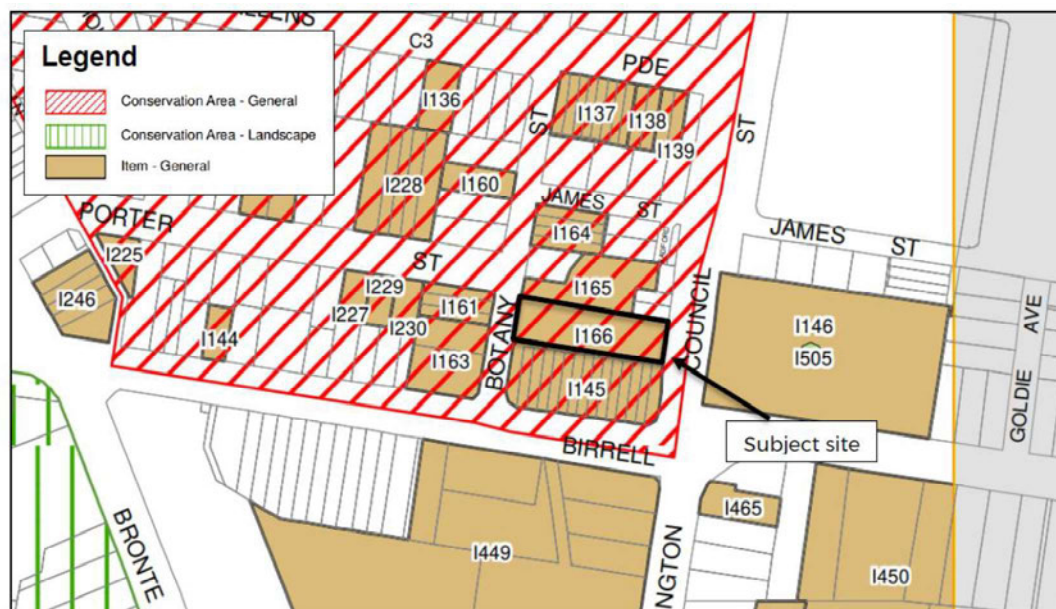 Legend
Conservation Area - General
Conservation Area - Landscape
Item - General
C3
PDE
I136
I137
I138
ST
ST
I139
I228
I160
JAMES
ST
PORTER
I164
JAMES
ST
I225
ST
I165
I246
I229
I161
I227
I230
BOTANY
I166
COUNCIL
I146
I505
AVE
I144
I163
I145
GOLDIE
Subject site
BIRRELL
I465
BRONTE
I449
NGTON
I450